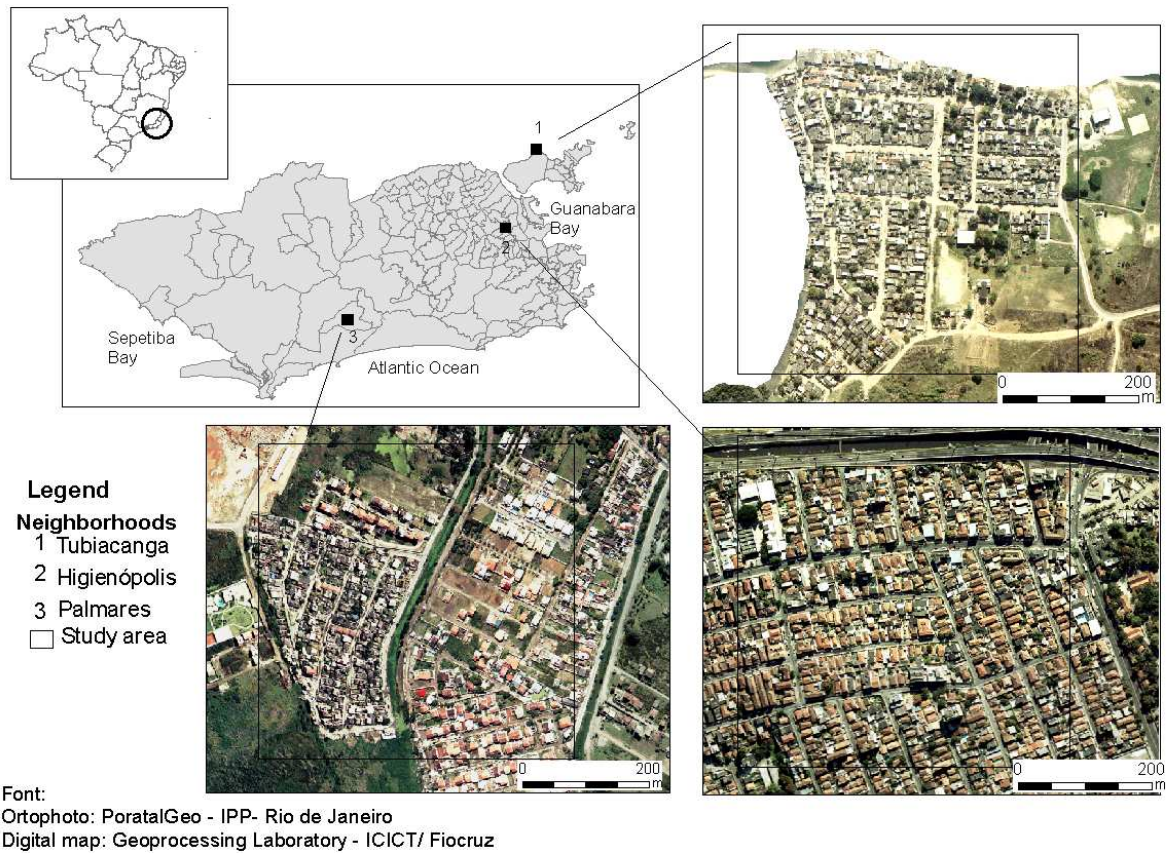 1
Guanabara
Bay
2
3
Sepetiba
Bay
Atlantic Ocean
0 200
m
Legend
Neighborhoods
1 Tubiacanga
2 Higienópolis
3 Palmares
Study area
0 200
m
0 200
m
Font:
Ortophoto: PoratalGeo - IPP- Rio de Janeiro
Digital map: Geoprocessing Laboratory - ICICT/ Fiocruz